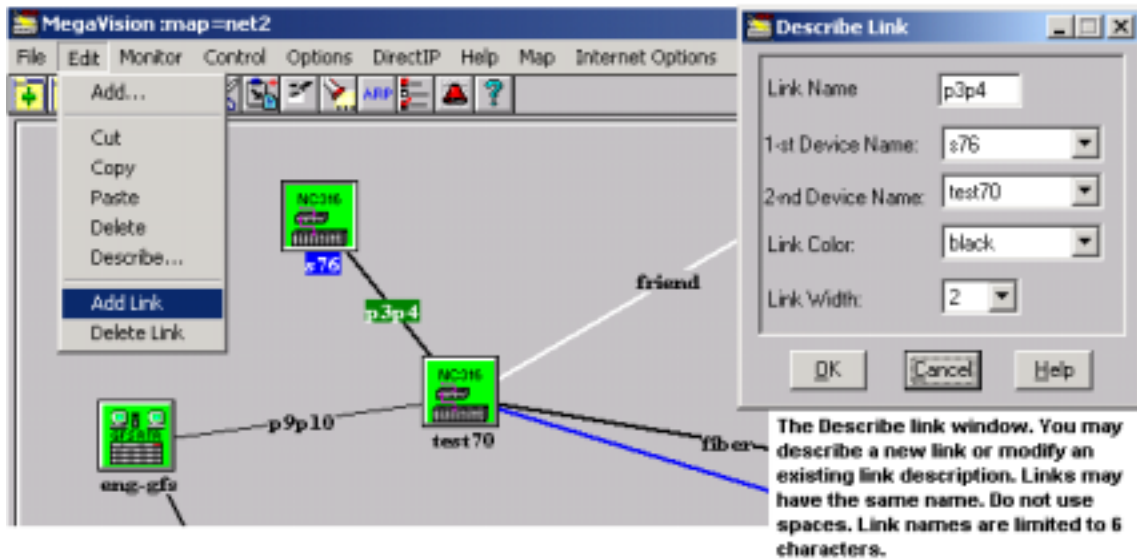 MegaVision :map=net2
File Edit Monitor Control Options DirectIP Help Map Internet Options
ARP ?
Add...
Cut
Copy
Paste
Delete
Describe...
Add Link
Delete Link
NC316
s76
p3p4
friend
NC316
test70
p9p10
fiber
eng-gfs
Describe Link
Link Name p3p4
1-st Device Name: s76
2-nd Device Name: test70
Link Color: black
Link Width: 2
OK Cancel Help
The Describe link window. You may
describe a new link or modify an
existing link description. Links may
have the same name. Do not use
spaces. Link names are limited to 6
characters.